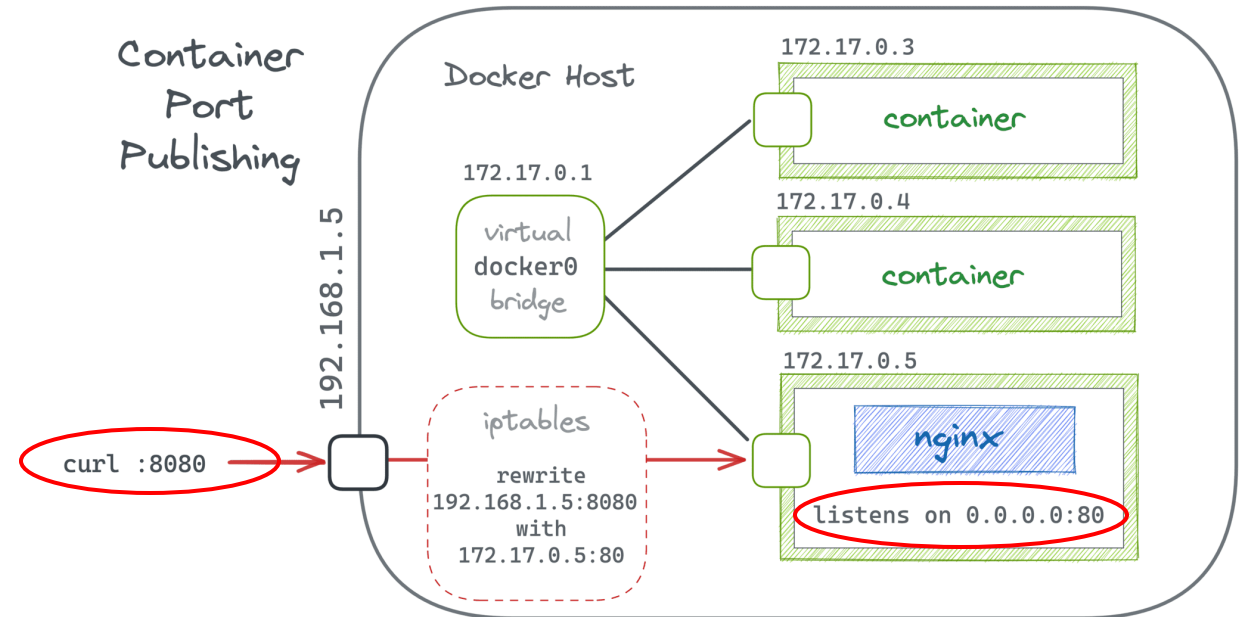 Container
Port
Publishing
192.168.1.5
curl :8080
Docker Host
172.17.0.1
virtual
docker0
bridge
iptables
rewrite
192.168.1.5:8080
with
172.17.0.5:80
172.17.0.3
container
172.17.0.4
container
172.17.0.5
nginx
listens on 0.0.0.0:80